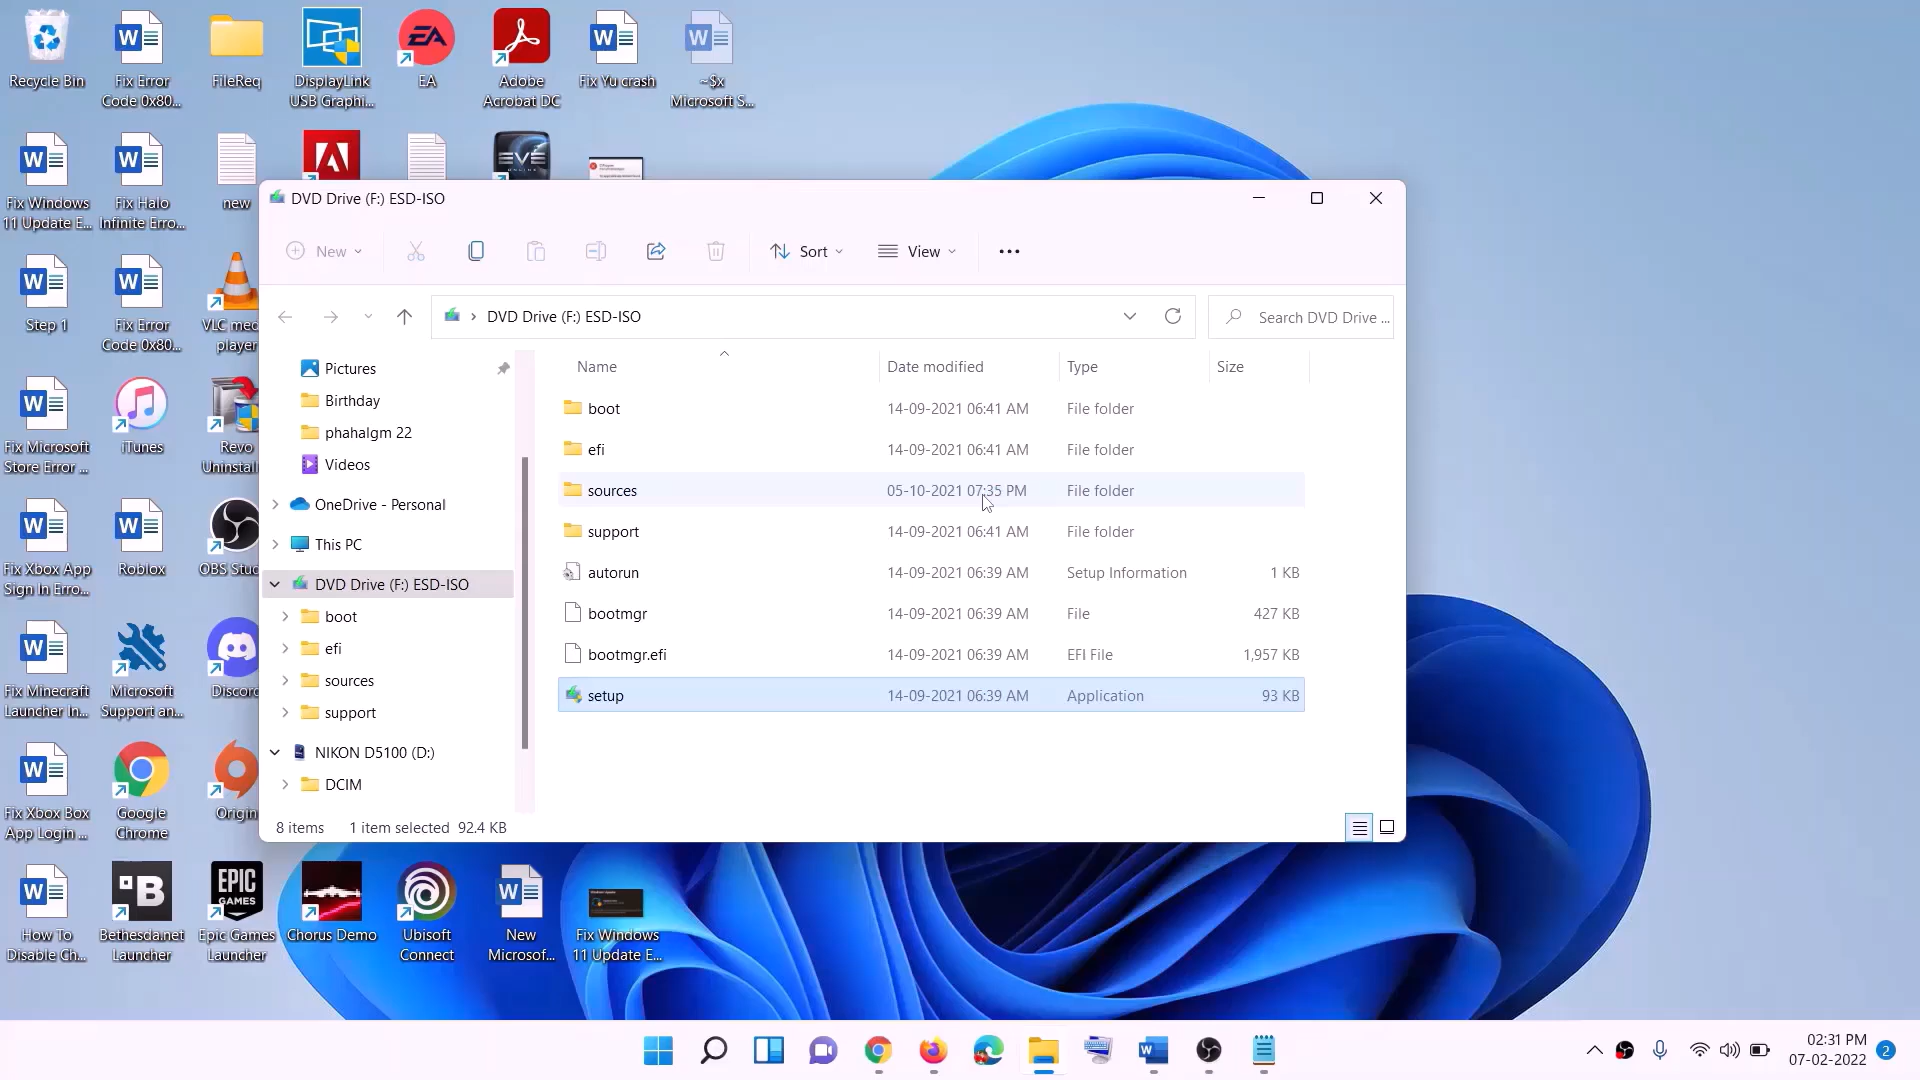 Recycle Bin
Fix Error
Code 0x80...
FileReq
DisplayLink
USB Graphi...
EA
Adobe
Acrobat DC
Fix Yu crash
~$x
Microsoft S...
Fix Windows
11 Update E...
Fix Halo
Infinite Erro...
new
EVE
ONLINE
Step 1
Fix Error
Code 0x80...
VLC med
player
Fix Microsoft
Store Error ...
iTunes
Revo
Uninstall
Fix Xbox App
Sign In Erro...
Roblox
OBS Stud
Fix Minecraft
Launcher In...
Microsoft
Support an...
Discord
Fix Xbox Box
App Login ...
Google
Chrome
Origin
How To
Disable Ch...
Bethesda.net
Launcher
EPIC
GAMES
Epic Games
Launcher
Chorus Demo
Ubisoft
Connect
New
Microsof...
Fix Windows
11 Update E...
DVD Drive (F:) ESD-ISO
New
Sort
View
DVD Drive (F:) ESD-ISO
Search DVD Drive ...
Pictures
Birthday
phahalgm 22
Videos
OneDrive - Personal
This PC
DVD Drive (F:) ESD-ISO
boot
efi
sources
support
NIKON D5100 (D:)
DCIM
Name Date modified Type Size
boot 14-09-2021 06:41 AM File folder
efi 14-09-2021 06:41 AM File folder
sources 05-10-2021 07:35 PM File folder
support 14-09-2021 06:41 AM File folder
autorun 14-09-2021 06:39 AM Setup Information 1 KB
bootmgr 14-09-2021 06:39 AM File 427 KB
bootmgr.efi 14-09-2021 06:39 AM EFI File 1,957 KB
setup 14-09-2021 06:39 AM Application 93 KB
8 items 1 item selected 92.4 KB
02:31 PM
07-02-2022
2